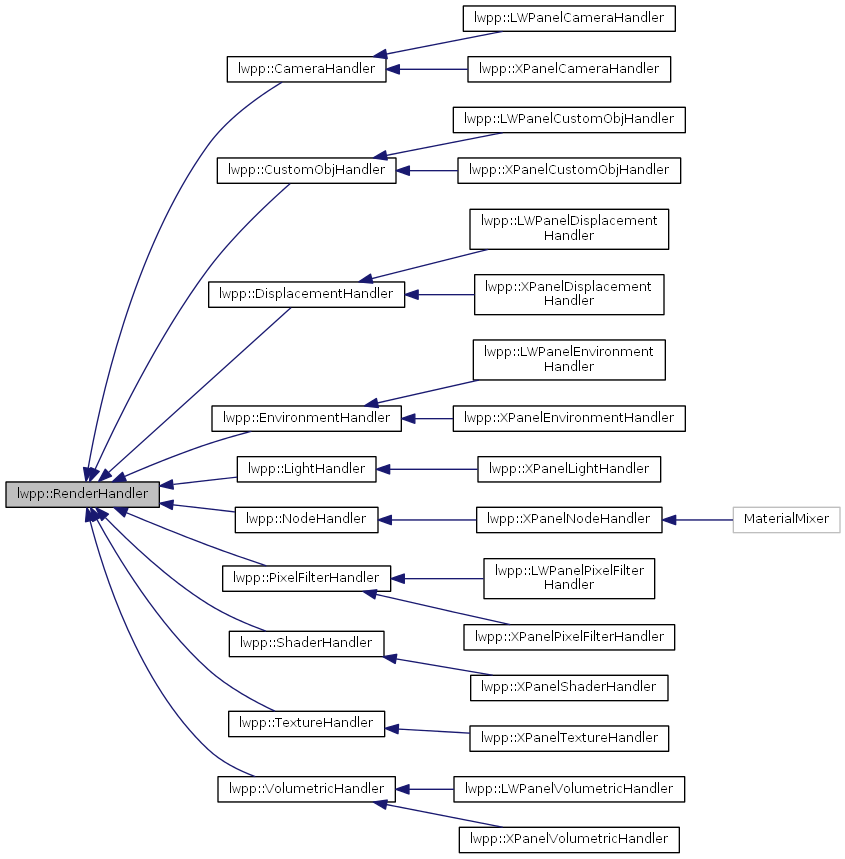 lwpp::LWPanelCameraHandler
lwpp::CameraHandler
lwpp::XPanelCameraHandler
lwpp::LWPanelCustomObjHandler
lwpp::CustomObjHandler
lwpp::XPanelCustomObjHandler
lwpp::LWPanelDisplacement
Handler
lwpp::DisplacementHandler
lwpp::XPanelDisplacement
Handler
lwpp::LWPanelEnvironment
Handler
lwpp::EnvironmentHandler
lwpp::XPanelEnvironmentHandler
lwpp::LightHandler
lwpp::XPanelLightHandler
lwpp::RenderHandler
lwpp::NodeHandler
lwpp::XPanelNodeHandler
MaterialMixer
lwpp::LWPanelPixelFilter
Handler
lwpp::PixelFilterHandler
lwpp::XPanelPixelFilterHandler
lwpp::ShaderHandler
lwpp::XPanelShaderHandler
lwpp::TextureHandler
lwpp::XPanelTextureHandler
lwpp::VolumetricHandler
lwpp::LWPanelVolumetricHandler
lwpp::XPanelVolumetricHandler